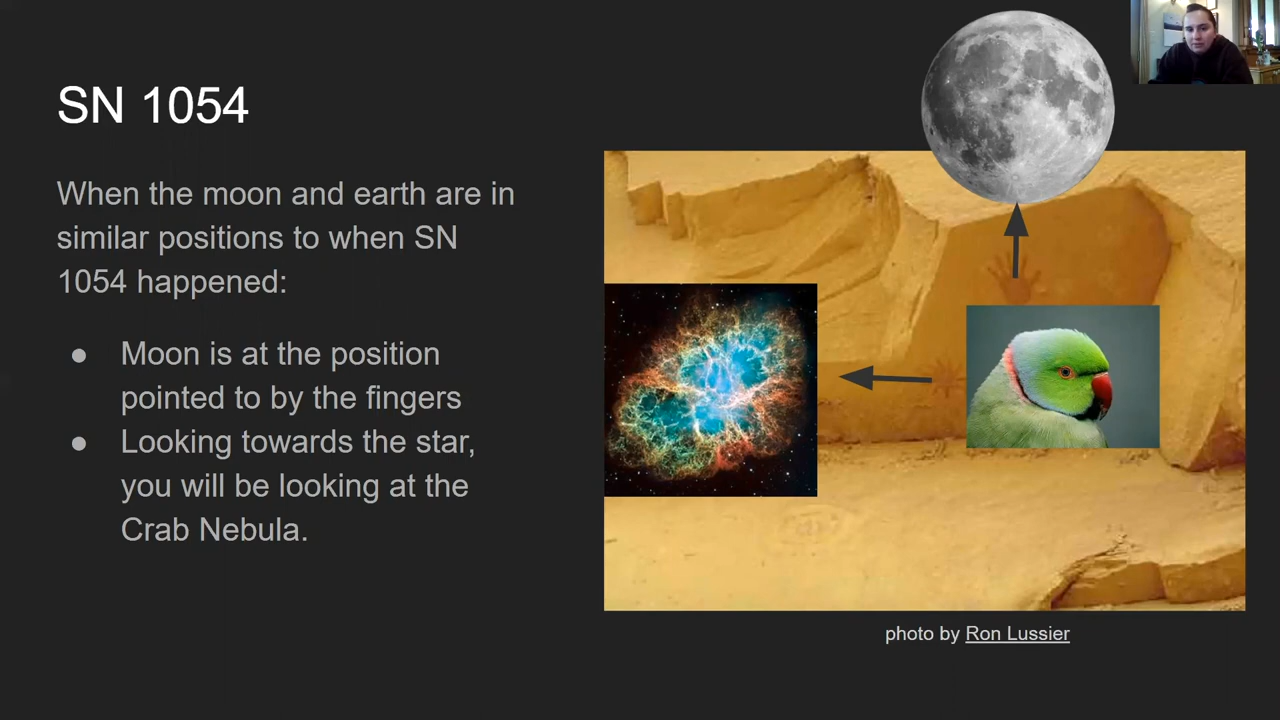 SN 1054
When the moon and earth are in
similar positions to when SN
1054 happened:
● Moon is at the position
pointed to by the fingers
● Looking towards the star,
you will be looking at the
Crab Nebula.
photo by Ron Lussier